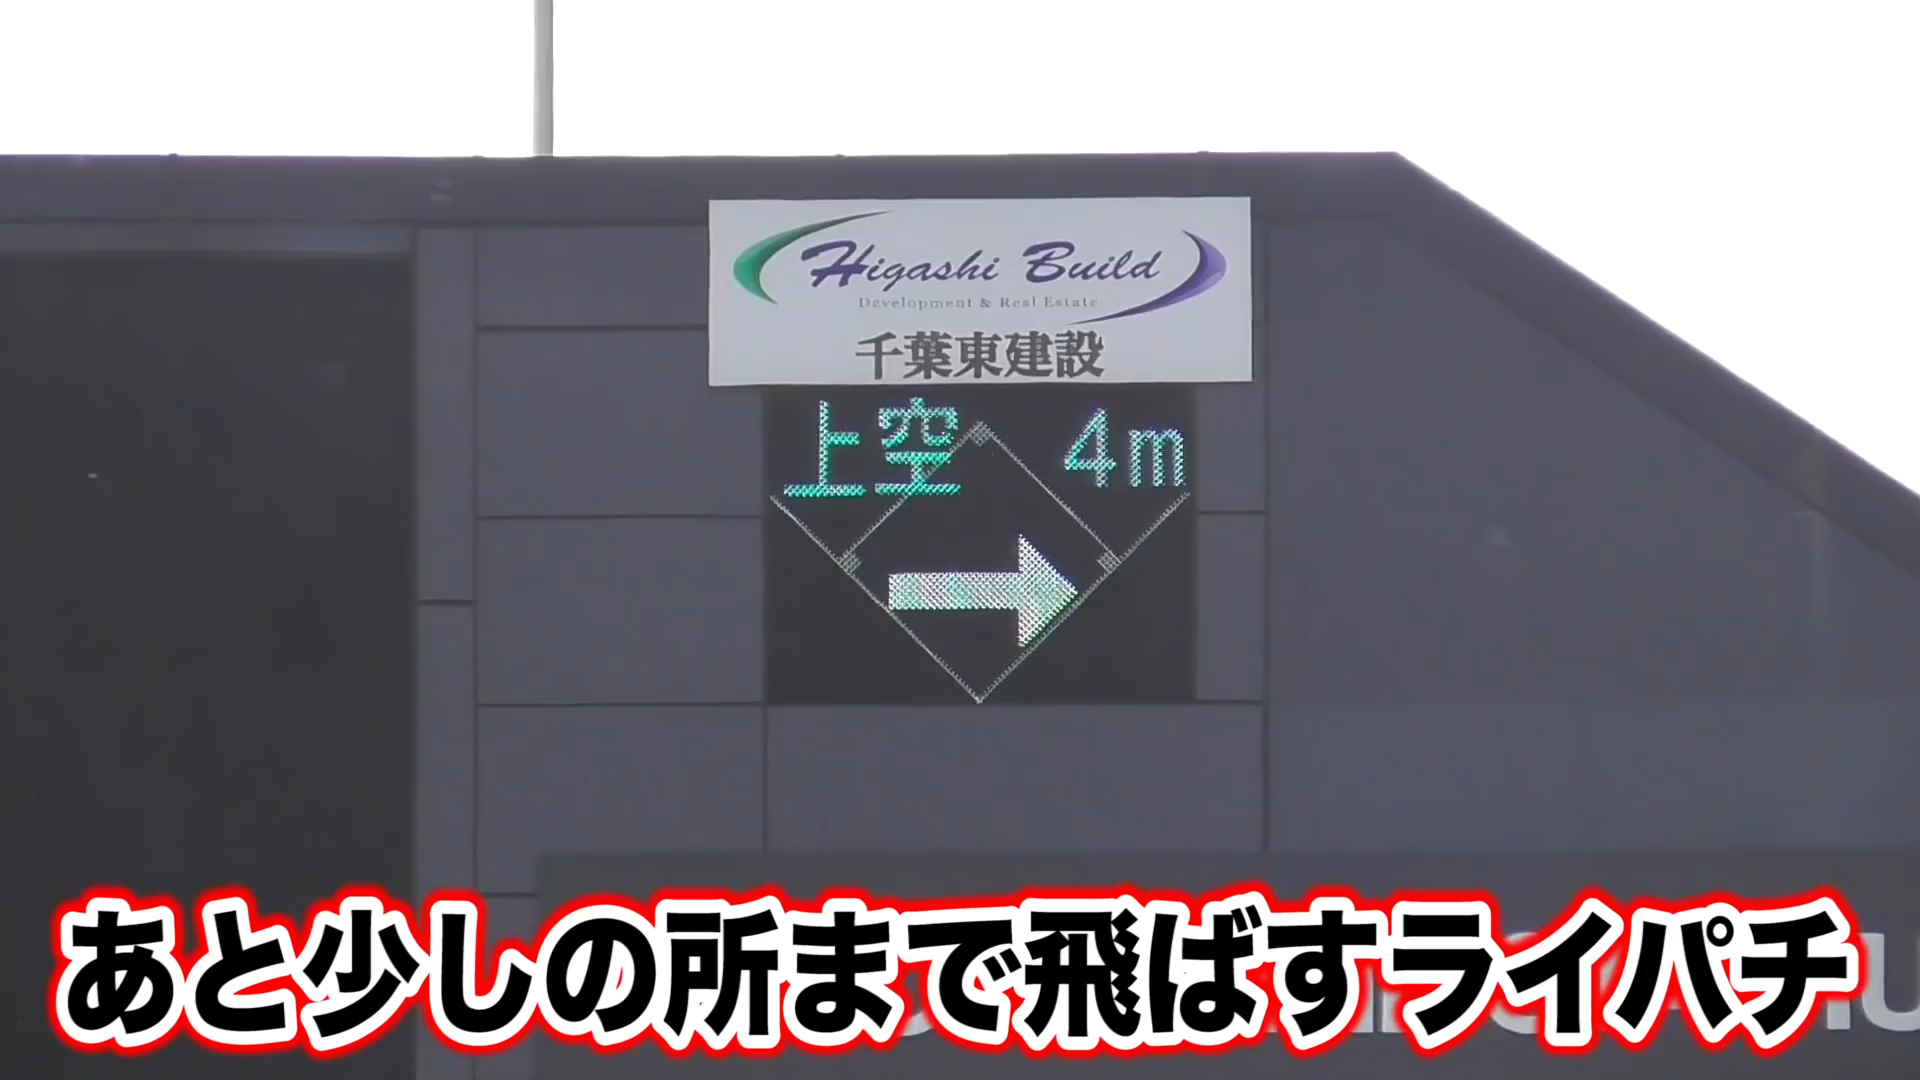 Higashi Build
Development & Real Estate
千葉東建設
上空 4m
あと少しの所まで飛ばすライパチ